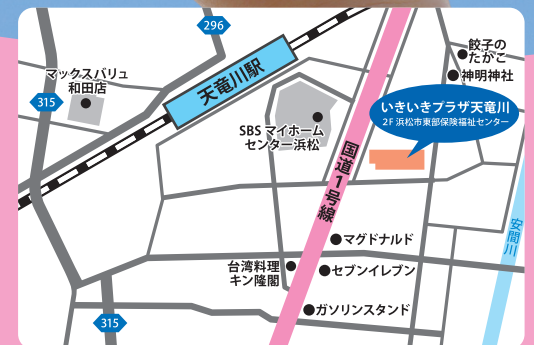 296
餃子の
たかこ
神明神社
天竜川駅
マックスバリュ
和田店
315
いきいきプラザ天竜川
2F 浜松市東部保険福祉センター
SBS マイホーム
センター浜松
国道1号線
安間川
マグドナルド
台湾料理
キン隆閣
セブンイレブン
ガソリンスタンド
315